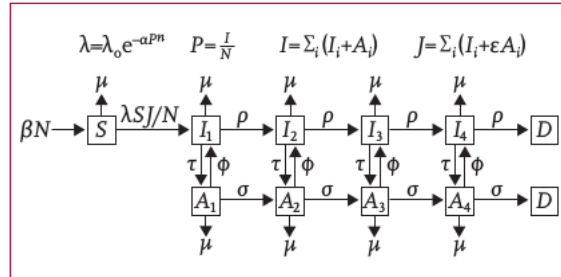 λ=λ₀e^{-αPn} P=I/N I=Σᵢ(Iᵢ+Aᵢ) J=Σᵢ(Iᵢ+εAᵢ)
μ μ μ μ μ
βN S λSJ/N I₁ ρ I₂ ρ I₃ ρ I₄ ρ D
τ ϕ τ ϕ τ ϕ τ ϕ
A₁ σ A₂ σ A₃ σ A₄ σ D
μ μ μ μ